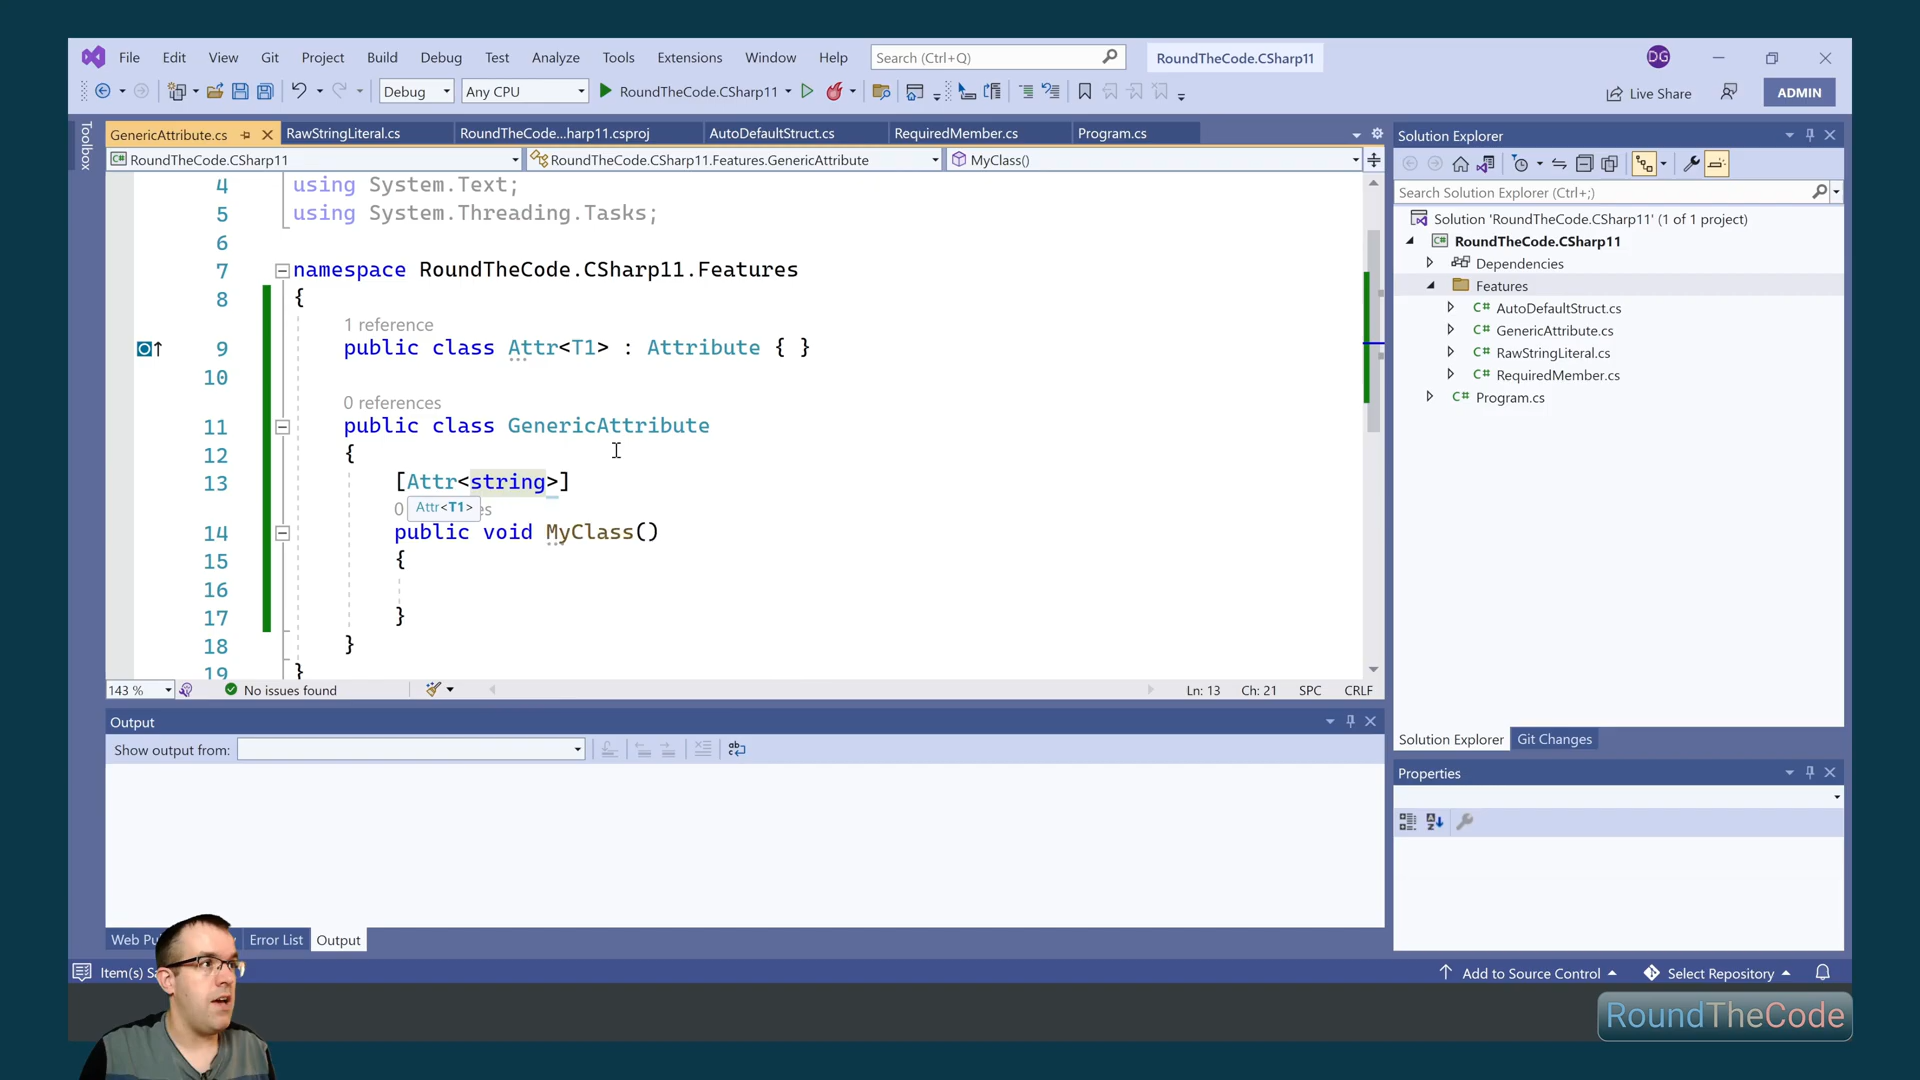 File Edit View Git Project Build Debug Test Analyze Tools Extensions Window Help Search (Ctrl+Q) RoundTheCode.CSharp11 DG
Debug Any CPU RoundTheCode.CSharp11 Live Share ADMIN
Toolbox
GenericAttribute.cs RawStringLiteral.cs RoundTheCode...harp11.csproj AutoDefaultStruct.cs RequiredMember.cs Program.cs
RoundTheCode.CSharp11 RoundTheCode.CSharp11.Features.GenericAttribute MyClass()
4 using System.Text;
5 using System.Threading.Tasks;
6
7 namespace RoundTheCode.CSharp11.Features
8 {
1 reference
9 public class Attr<T1> : Attribute { }
10
0 references
11 public class GenericAttribute
12 {
13 [Attr<string>]
0 Attr<T1> es
14 public void MyClass()
15 {
16
17 }
18 }
19 }
143 % No issues found Ln: 13 Ch: 21 SPC CRLF
Output
Show output from:
Web Pu Error List Output
Item(s) Sa
Solution Explorer
Search Solution Explorer (Ctrl+;)
Solution 'RoundTheCode.CSharp11' (1 of 1 project)
C# RoundTheCode.CSharp11
Dependencies
Features
C# AutoDefaultStruct.cs
C# GenericAttribute.cs
C# RawStringLiteral.cs
C# RequiredMember.cs
C# Program.cs
Solution Explorer Git Changes
Properties
Add to Source Control Select Repository
RoundTheCode